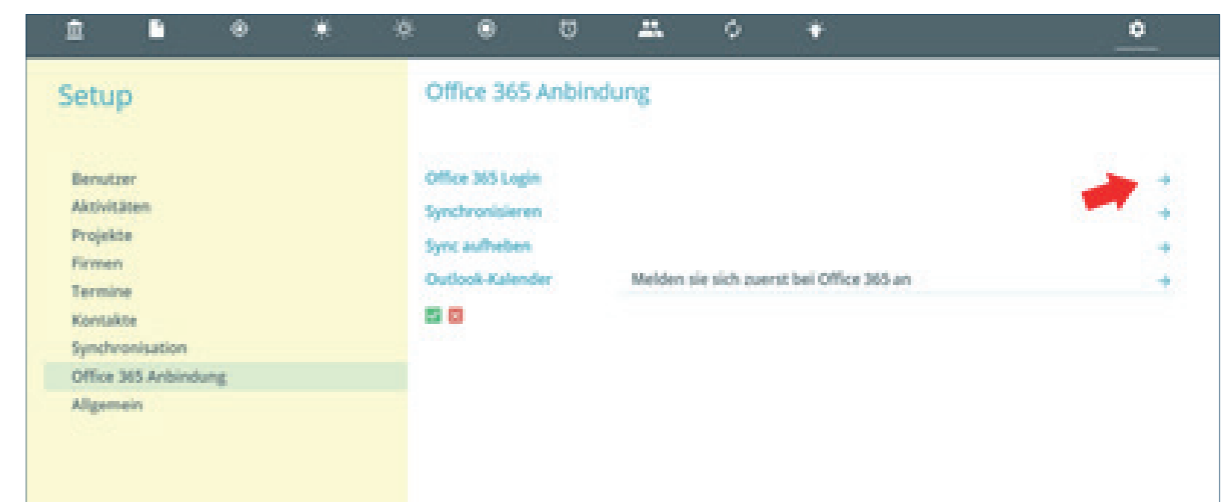 Setup
Benutzer
Aktivitäten
Projekte
Firmen
Termine
Kontakte
Synchronisation
Office 365 Anbindung
Allgemein
Office 365 Anbindung
Office 365 Login
Synchronisieren
Sync aufheben
Outlook-Kalender Melden sie sich zuerst bei Office 365 an